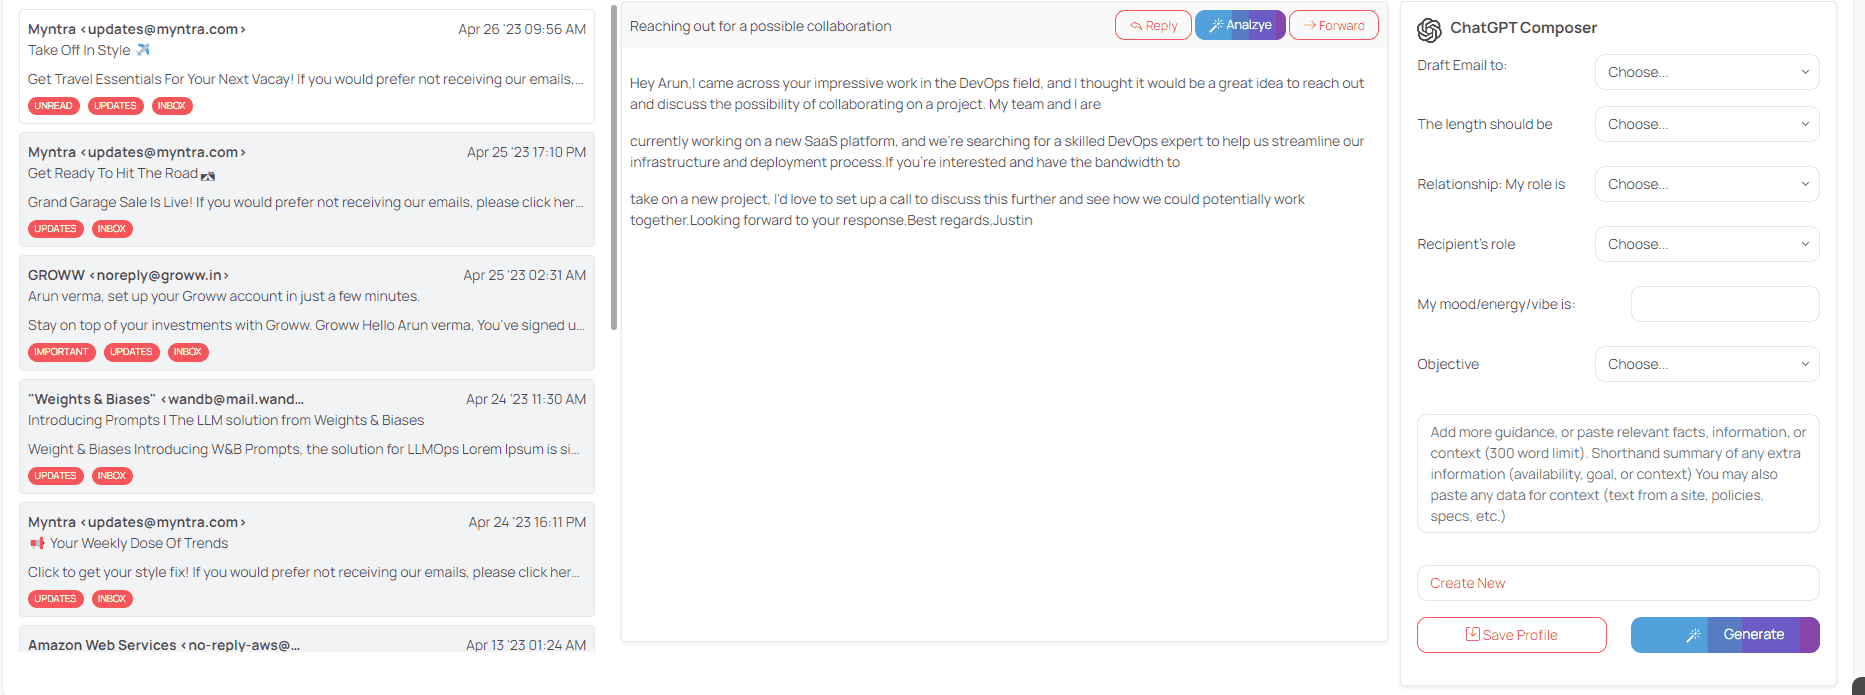 Myntra <updates@myntra.com> Apr 26 '23 09:56 AM
Take Off In Style ✈️
Get Travel Essentials For Your Next Vacay! If you would prefer not receiving our emails,...
UNREAD UPDATES INBOX
Myntra <updates@myntra.com> Apr 25 '23 17:10 PM
Get Ready To Hit The Road
Grand Garage Sale Is Live! If you would prefer not receiving our emails, please click her...
UPDATES INBOX
GROWW <noreply@groww.in> Apr 25 '23 02:31 AM
Arun verma, set up your Groww account in just a few minutes.
Stay on top of your investments with Groww. Groww Hello Arun verma, You've signed u...
IMPORTANT UPDATES INBOX
"Weights & Biases" <wandb@mail.wand... Apr 24 '23 11:30 AM
Introducing Prompts | The LLM solution from Weights & Biases
Weight & Biases Introducing W&B Prompts, the solution for LLMOps Lorem Ipsum is si...
UPDATES INBOX
Myntra <updates@myntra.com> Apr 24 '23 16:11 PM
Your Weekly Dose Of Trends
Click to get your style fix! If you would prefer not receiving our emails, please click her...
UPDATES INBOX
Amazon Web Services <no-reply-aws@... Apr 13 '23 01:24 AM
Reaching out for a possible collaboration
Reply Analzye Forward
Hey Arun,I came across your impressive work in the DevOps field, and I thought it would be a great idea to reach out
and discuss the possibility of collaborating on a project. My team and I are
currently working on a new SaaS platform, and we're searching for a skilled DevOps expert to help us streamline our
infrastructure and deployment process.If you're interested and have the bandwidth to
take on a new project, I'd love to set up a call to discuss this further and see how we could potentially work
together.Looking forward to your response.Best regards,Justin
ChatGPT Composer
Draft Email to: Choose...
The length should be Choose...
Relationship: My role is Choose...
Recipient's role Choose...
My mood/energy/vibe is:
Objective Choose...
Add more guidance, or paste relevant facts, information, or
context (300 word limit). Shorthand summary of any extra
information (availability, goal, or context) You may also
paste any data for context (text from a site, policies,
specs, etc.)
Create New
Save Profile Generate